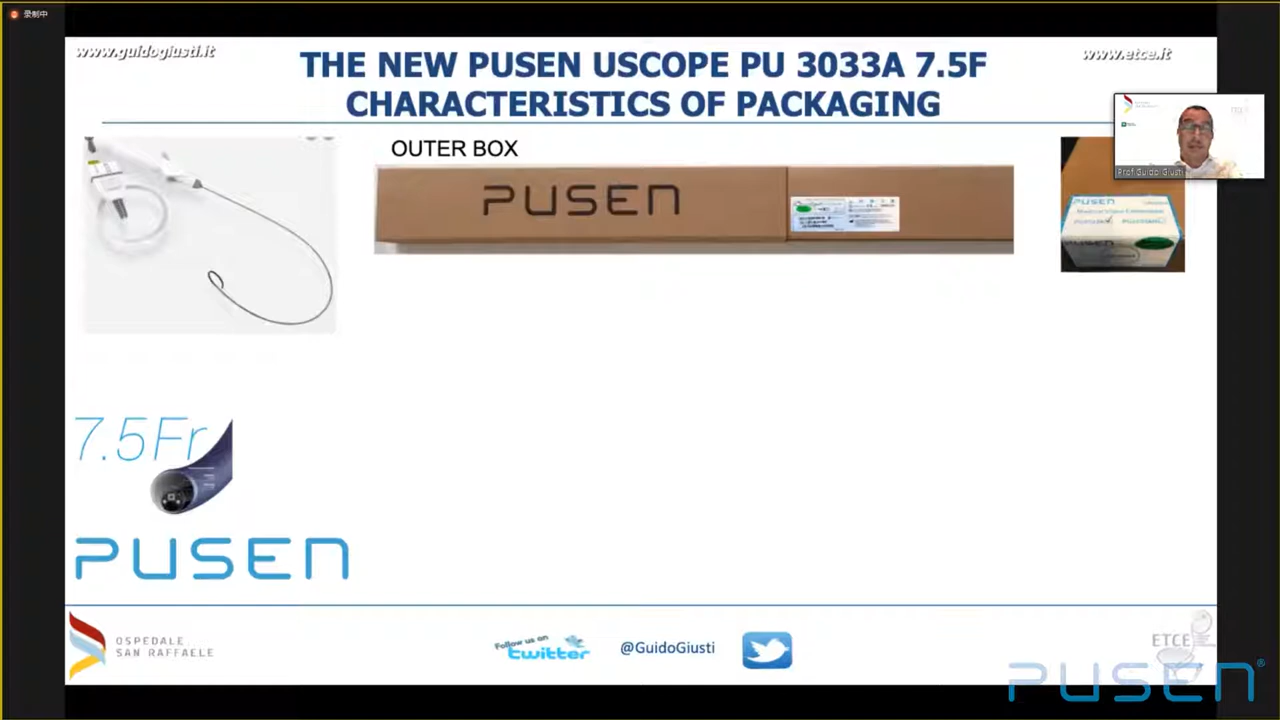 录制中
www.guidogiusti.it
THE NEW PUSEN USCOPE PU 3033A 7.5F
CHARACTERISTICS OF PACKAGING
www.etce.it
OUTER BOX
PUSEN
Prof Guido Giusti
PUSEN
7.5Fr
PUSEN
OSPEDALE
SAN RAFFAELE
Follow us on
twitter
@GuidoGiusti
ETCE
PUSEN®